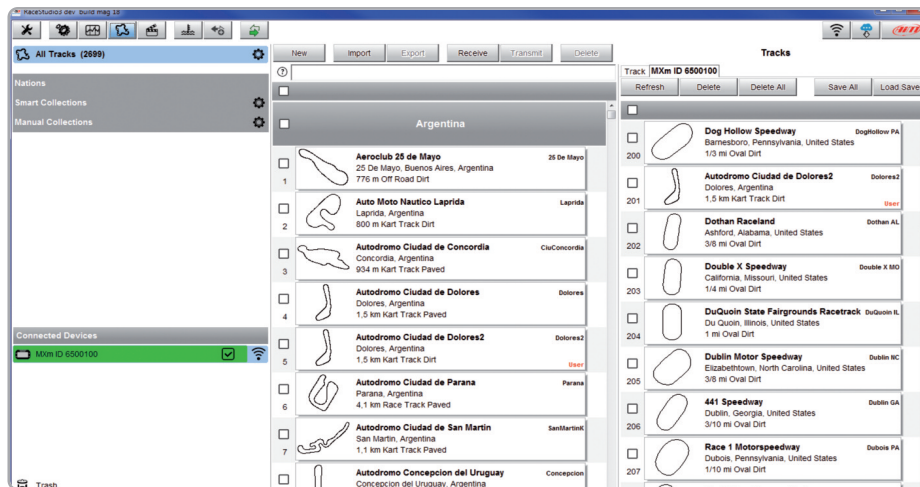 RaceStudio3 dev build mag 18
All Tracks (2699)
Nations
Smart Collections
Manual Collections
Connected Devices
MXm ID 6500100
Trash
New Import Export Receive Transmit Delete
Argentina
Aeroclub 25 de Mayo 25 De Mayo
25 De Mayo, Buenos Aires, Argentina
776 m Off Road Dirt
1
Auto Moto Nautico Laprida Laprida
Laprida, Argentina
800 m Kart Track Dirt
2
Autodromo Ciudad de Concordia CiuConcordia
Concordia, Argentina
934 m Kart Track Paved
3
Autodromo Ciudad de Dolores Dolores
Dolores, Argentina
1,5 km Kart Track Paved
4
Autodromo Ciudad de Dolores2 Dolores2
Dolores, Argentina
1,5 km Kart Track Dirt
5 User
Autodromo Ciudad de Parana Parana
Parana, Argentina
4,1 km Race Track Paved
6
Autodromo Ciudad de San Martin SanMartinK
San Martin, Argentina
1,1 km Kart Track Paved
7
Autodromo Concepcion del Uruguay Concepcion
Concepcion del Uruguay, Argentina
Tracks
Track MXm ID 6500100
Refresh Delete Delete All Save All Load Save
Dog Hollow Speedway DogHollow PA
Barnesboro, Pennsylvania, United States
1/3 mi Oval Dirt
200
Autodromo Ciudad de Dolores2 Dolores2
Dolores, Argentina
1,5 km Kart Track Dirt
201 User
Dothan Raceland Dothan AL
Ashford, Alabama, United States
3/8 mi Oval Dirt
202
Double X Speedway Double X MO
California, Missouri, United States
1/4 mi Oval Dirt
203
DuQuoin State Fairgrounds Racetrack DuQuoin IL
Du Quoin, Illinois, United States
1 mi Oval Dirt
204
Dublin Motor Speedway Dublin NC
Elizabethtown, North Carolina, United States
3/8 mi Oval Dirt
205
441 Speedway Dublin GA
Dublin, Georgia, United States
3/10 mi Oval Dirt
206
Race 1 Motorspeedway Dubois PA
Dubois, Pennsylvania, United States
1/10 mi Oval Dirt
207